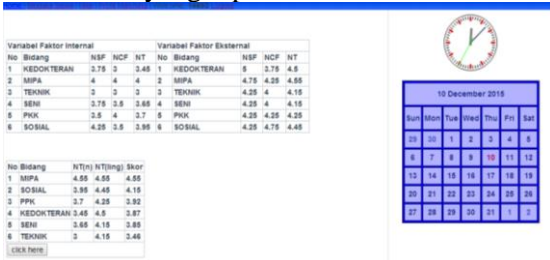 Variabel Faktor Internal
No Bidang NSF NCF NT
1 KEDOKTERAN 3.75 3 3.45
2 MIPA 4 4 4
3 TEKNIK 3 3 3
4 SENI 3.75 3.5 3.65
5 PKK 3.5 4 3.7
6 SOSIAL 4.25 3.5 3.95
Variabel Faktor Eksternal
No Bidang NSF NCF NT
1 KEDOKTERAN 5 3.75 4.5
2 MIPA 4.75 4.25 4.55
3 TEKNIK 4.25 4 4.15
4 SENI 4.25 4 4.15
5 PKK 4.25 4.25 4.25
6 SOSIAL 4.25 4.75 4.45
No Bidang NT(n) NT(ling) Skor
1 MIPA 4.55 4.55 4.55
2 SOSIAL 3.95 4.45 4.15
3 PPK 3.7 4.25 3.92
4 KEDOKTERAN 3.45 4.5 3.87
5 SENI 3.65 4.15 3.85
6 TEKNIK 3 4.15 3.46
click here
10 December 2015
Sun Mon Tue Wed Thu Fri Sat
29 30 1 2 3 4 5
6 7 8 9 10 11 12
13 14 15 16 17 18 19
20 21 22 23 24 25 26
27 28 29 30 31 1 2